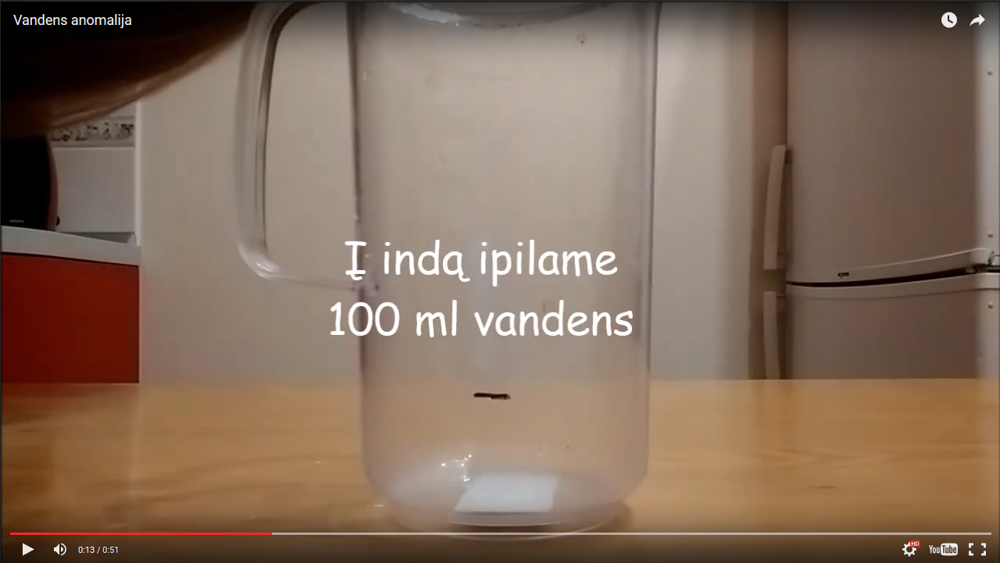 Vandens anomalija
Į indą ipilame
100 ml vandens
0:13 / 0:51
HD
YouTube